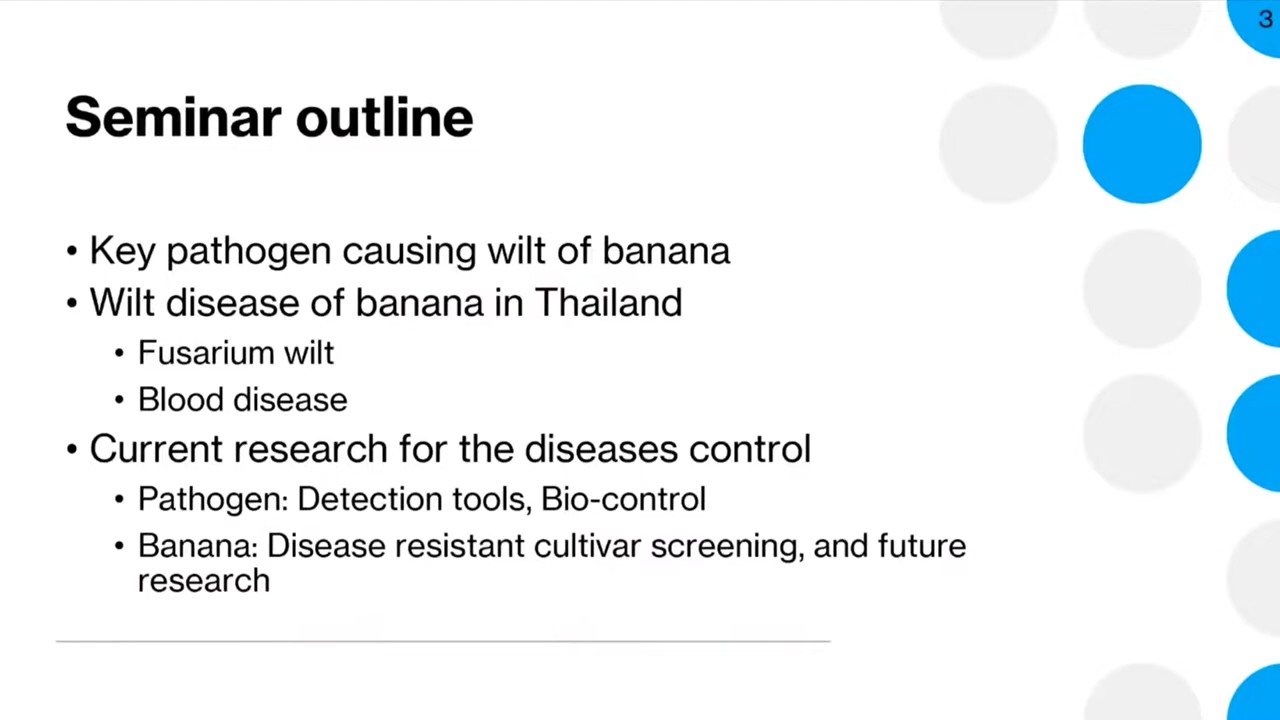 3
Seminar outline
• Key pathogen causing wilt of banana
• Wilt disease of banana in Thailand
• Fusarium wilt
• Blood disease
• Current research for the diseases control
• Pathogen: Detection tools, Bio-control
• Banana: Disease resistant cultivar screening, and future
research